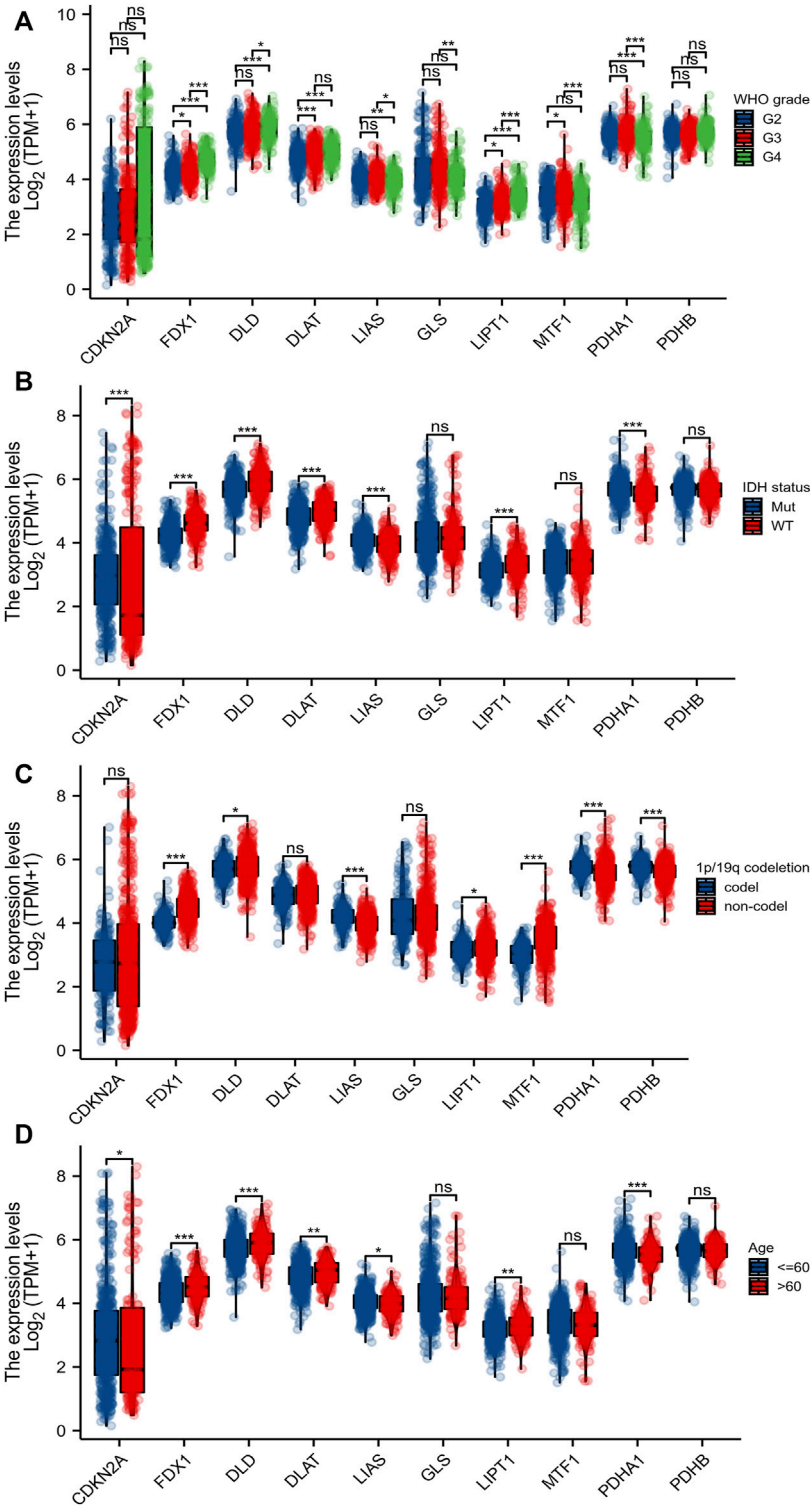 A
The expression levels
Log2 (TPM+1)
10
8
6
4
2
0
ns
ns
ns
***
***
*
*
***
ns
ns
***
***
*
**
ns
**
ns
ns
***
***
*
***
ns
*
***
***
ns
ns
ns
ns
WHO grade
G2
G3
G4
CDKN2A
FDX1
DLD
DLAT
LIAS
GLS
LIPT1
MTF1
PDHA1
PDHB
B
The expression levels
Log2 (TPM+1)
8
6
4
2
0
***
***
***
***
***
ns
***
ns
***
ns
IDH status
Mut
WT
CDKN2A
FDX1
DLD
DLAT
LIAS
GLS
LIPT1
MTF1
PDHA1
PDHB
C
The expression levels
Log2 (TPM+1)
8
6
4
2
0
ns
***
*
ns
***
ns
*
***
***
***
1p/19q codeletion
codel
non-codel
CDKN2A
FDX1
DLD
DLAT
LIAS
GLS
LIPT1
MTF1
PDHA1
PDHB
D
The expression levels
Log2 (TPM+1)
8
6
4
2
0
*
***
***
**
*
ns
**
ns
***
ns
Age
<=60
>60
CDKN2A
FDX1
DLD
DLAT
LIAS
GLS
LIPT1
MTF1
PDHA1
PDHB